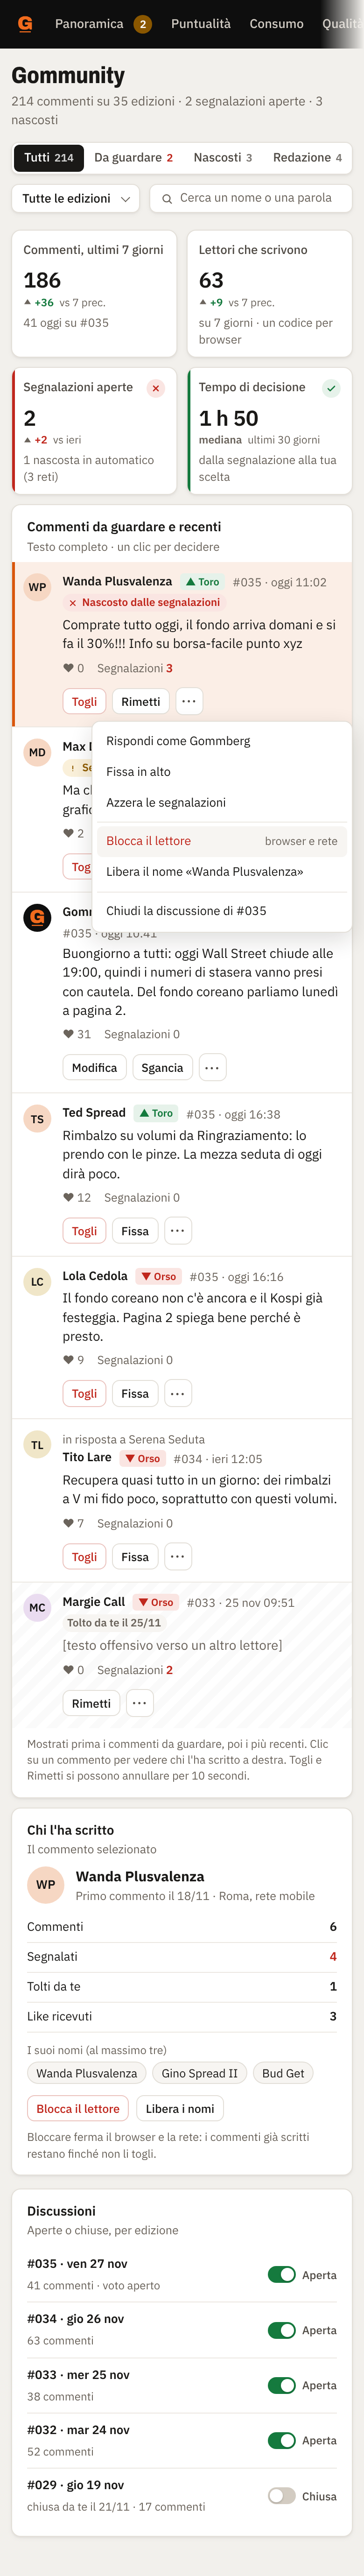 G Panoramica 2 Puntualità Consumo Qualità
Gommunity
214 commenti su 35 edizioni · 2 segnalazioni aperte · 3
nascosti
Tutti 214 Da guardare 2 Nascosti 3 Redazione 4
Tutte le edizioni Cerca un nome o una parola
Commenti, ultimi 7 giorni
186
▲ +36 vs 7 prec.
41 oggi su #035
Lettori che scrivono
63
▲ +9 vs 7 prec.
su 7 giorni · un codice per
browser
Segnalazioni aperte ✕
2
▲ +2 vs ieri
1 nascosta in automatico
(3 reti)
Tempo di decisione ✓
1 h 50
mediana ultimi 30 giorni
dalla segnalazione alla tua
scelta
Commenti da guardare e recenti
Testo completo · un clic per decidere
WP Wanda Plusvalenza ▲ Toro #035 · oggi 11:02
✕ Nascosto dalle segnalazioni
Comprate tutto oggi, il fondo arriva domani e si
fa il 30%!!! Info su borsa-facile punto xyz
♥ 0 Segnalazioni 3
Togli Rimetti ···
MD Max
! Se
Ma c
grafic
♥ 2
Tog
Rispondi come Gommberg
Fissa in alto
Azzera le segnalazioni
Blocca il lettore browser e rete
Libera il nome «Wanda Plusvalenza»
Chiudi la discussione di #035
G Gomm
#035 · oggi 10:41
Buongiorno a tutti: oggi Wall Street chiude alle
19:00, quindi i numeri di stasera vanno presi
con cautela. Del fondo coreano parliamo lunedì
a pagina 2.
♥ 31 Segnalazioni 0
Modifica Sgancia ···
TS Ted Spread ▲ Toro #035 · oggi 16:38
Rimbalzo su volumi da Ringraziamento: lo
prendo con le pinze. La mezza seduta di oggi
dirà poco.
♥ 12 Segnalazioni 0
Togli Fissa ···
LC Lola Cedola ▼ Orso #035 · oggi 16:16
Il fondo coreano non c'è ancora e il Kospi già
festeggia. Pagina 2 spiega bene perché è
presto.
♥ 9 Segnalazioni 0
Togli Fissa ···
TL in risposta a Serena Seduta
Tito Lare ▼ Orso #034 · ieri 12:05
Recupera quasi tutto in un giorno: dei rimbalzi
a V mi fido poco, soprattutto con questi volumi.
♥ 7 Segnalazioni 0
Togli Fissa ···
MC Margie Call ▼ Orso #033 · 25 nov 09:51
Tolto da te il 25/11
[testo offensivo verso un altro lettore]
♥ 0 Segnalazioni 2
Rimetti ···
Mostrati prima i commenti da guardare, poi i più recenti. Clic
su un commento per vedere chi l'ha scritto a destra. Togli e
Rimetti si possono annullare per 10 secondi.
Chi l'ha scritto
Il commento selezionato
WP Wanda Plusvalenza
Primo commento il 18/11 · Roma, rete mobile
Commenti 6
Segnalati 4
Tolti da te 1
Like ricevuti 3
I suoi nomi (al massimo tre)
Wanda Plusvalenza Gino Spread II Bud Get
Blocca il lettore Libera i nomi
Bloccare ferma il browser e la rete: i commenti già scritti
restano finché non li togli.
Discussioni
Aperte o chiuse, per edizione
#035 · ven 27 nov
41 commenti · voto aperto
Aperta
#034 · gio 26 nov
63 commenti
Aperta
#033 · mer 25 nov
38 commenti
Aperta
#032 · mar 24 nov
52 commenti
Aperta
#029 · gio 19 nov
chiusa da te il 21/11 · 17 commenti
Chiusa